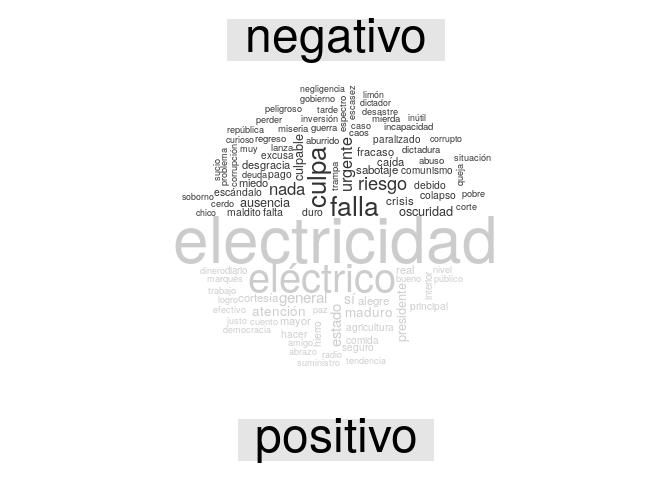 negativo
negligencia
gobierno
espectro
escasez
limón
dictador
peligroso
tarde
desastre
perder
inversión
mierda
inútil
república
miseria
guerra
caso
incapacidad
curioso
regreso
culpable
aburrido
caos
paralizado
corrupto
muy
lanza
culpa
urgente
fracaso
dictadura
sucio
problema
corrupción
excusa
trampa
caída
abuso
situación
desgracia
sabotaje
comunismo
queja
deuda
pago
miedo
nada
riesgo
debido
escándalo
colapso
pobre
soborno
cerdo
ausencia
falla
crisis
corte
chico
maldito
falta
duro
oscuridad
electricidad
dinero
diario
eléctrico
real
nivel
marqués
bueno
público
trabajo
interior
logro
cortesía
general
sí
alegre
efectivo
atención
paz
maduro
presidente
principal
justo
cuento
mayor
estado
agricultura
democracia
hacer
hierro
amigo
comida
abrazo
seguro
radio
suministro
tendencia
positivo